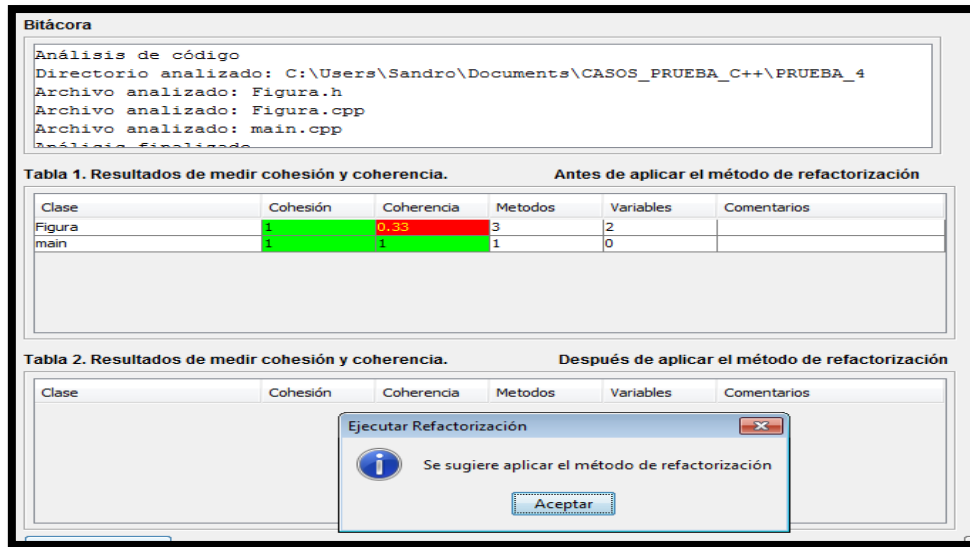 Bitácora
Análisis de código
Directorio analizado: C:\Users\Sandro\Documents\CASOS_PRUEBA_C++\PRUEBA_4
Archivo analizado: Figura.h
Archivo analizado: Figura.cpp
Archivo analizado: main.cpp
Análisis finalizado
Tabla 1. Resultados de medir cohesión y coherencia. Antes de aplicar el método de refactorización
Clase Cohesión Coherencia Metodos Variables Comentarios
Figura 1 0.33 3 2
main 1 1 1 0
Tabla 2. Resultados de medir cohesión y coherencia. Después de aplicar el método de refactorización
Clase Cohesión Coherencia Metodos Variables Comentarios
Ejecutar Refactorización
Se sugiere aplicar el método de refactorización
Aceptar